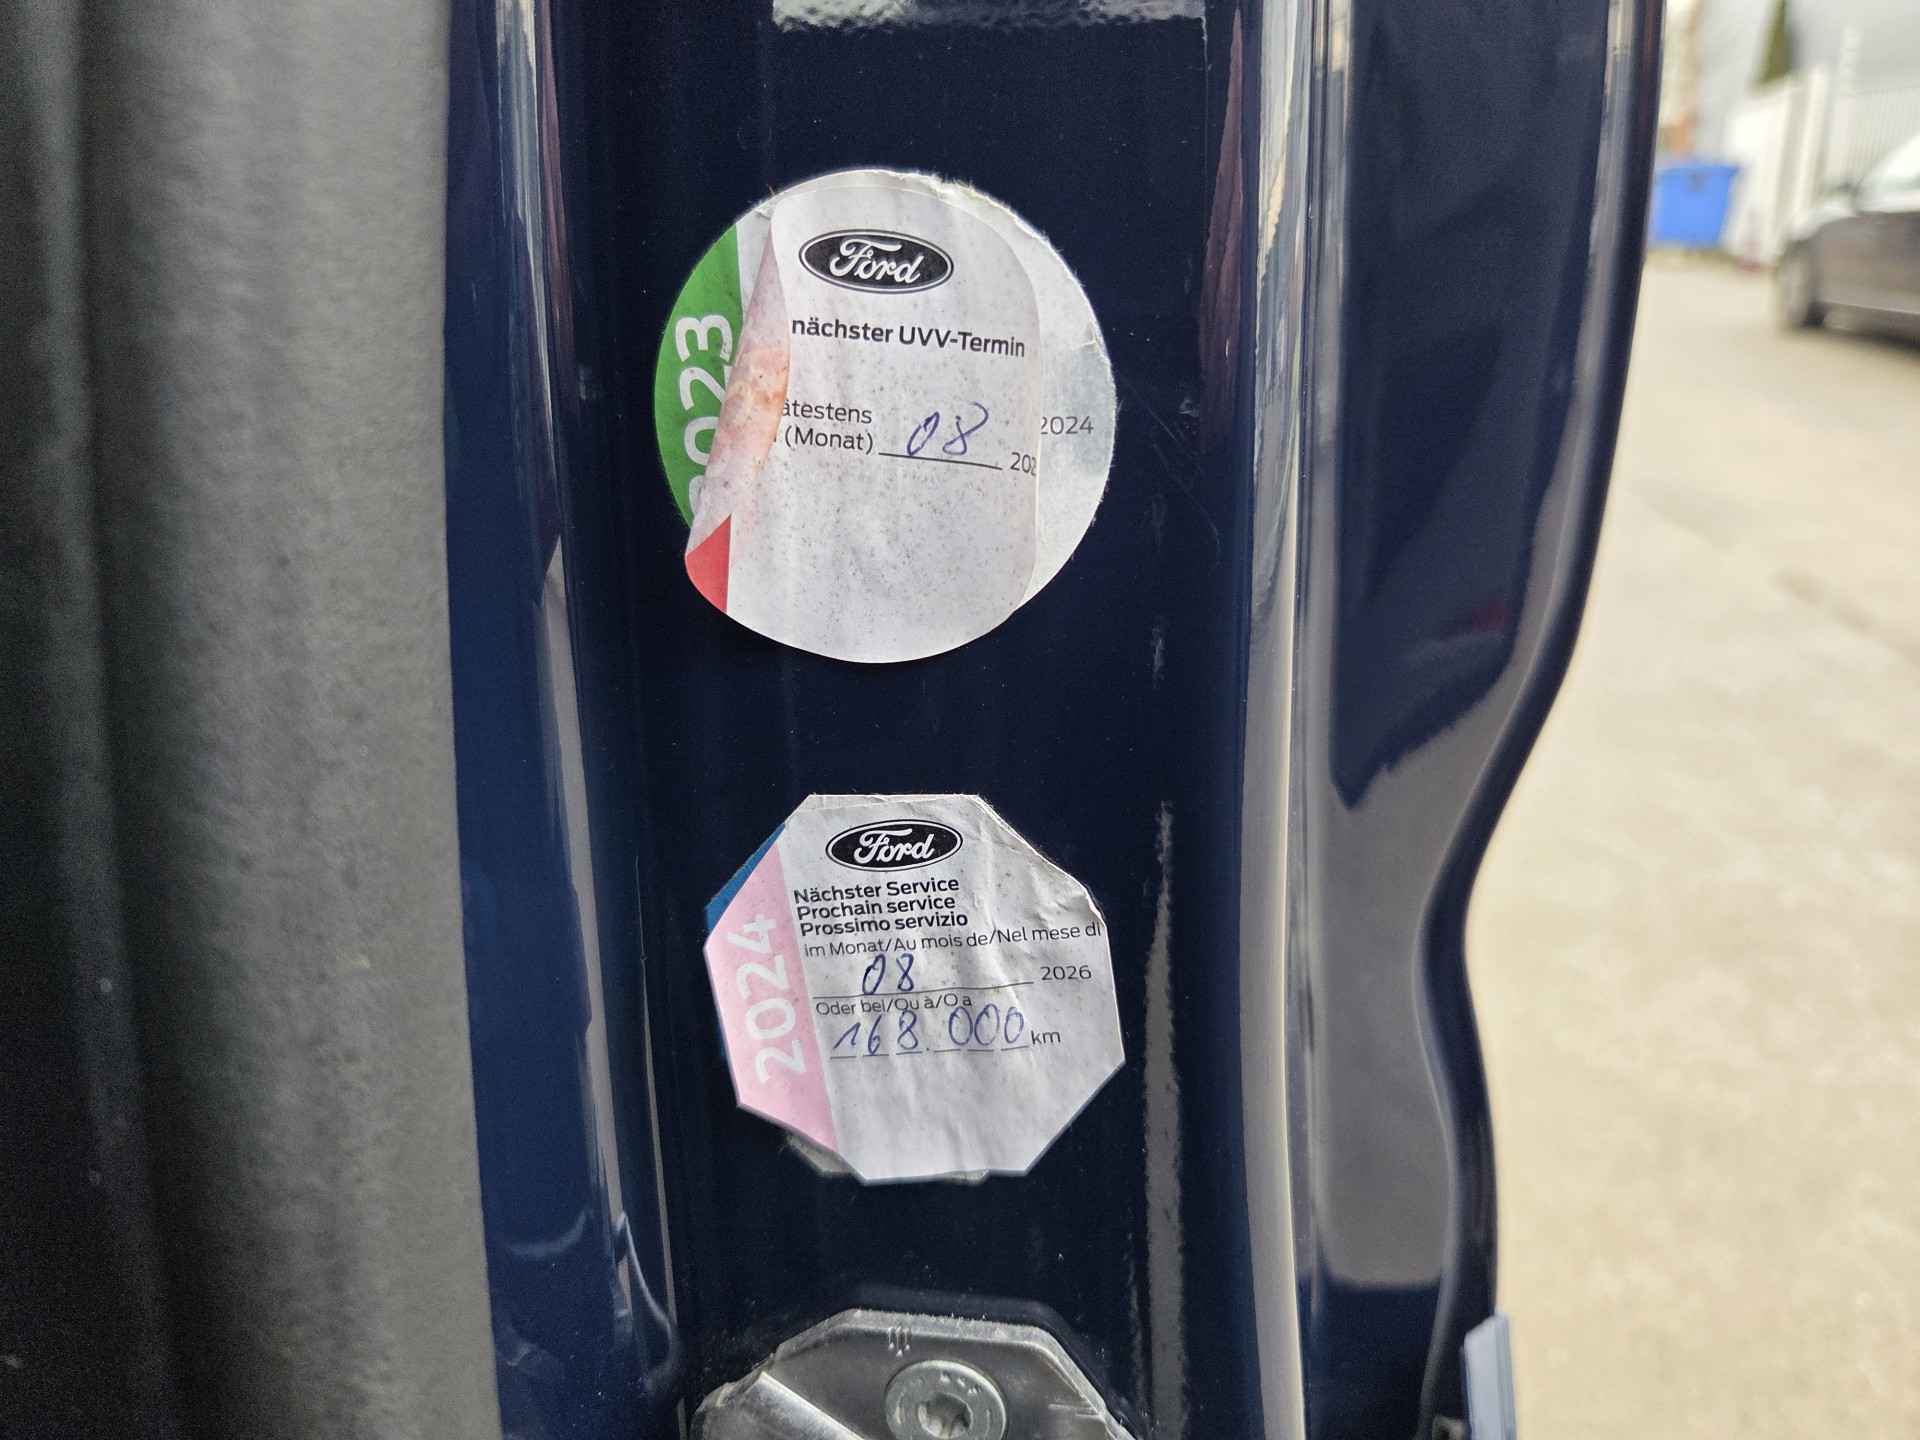 Ford
2023
nächster UVV-Termin
ätestens
(Monat) 08 202
2024
Ford
2024
Nächster Service
Prochain service
Prossimo servizio
im Monat/Au mois de/Nel mese di
08 2026
Oder bei/Ou à/O a
168.000 km